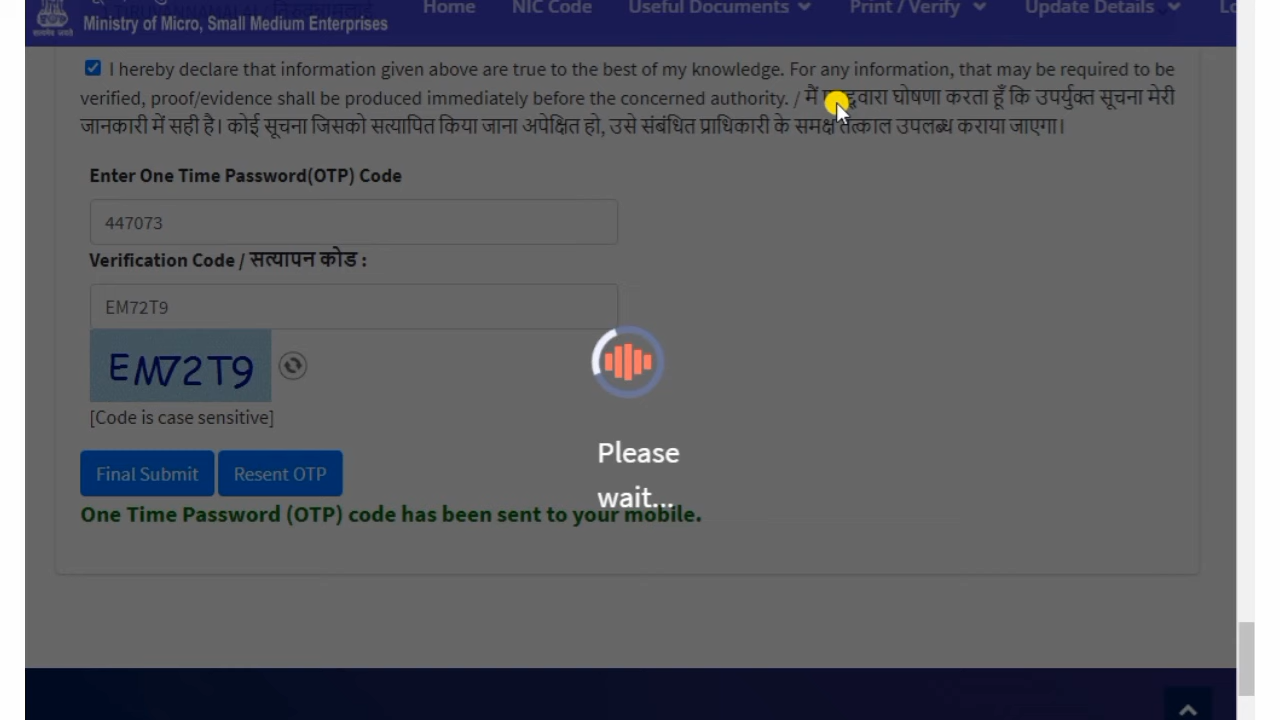 Home NIC Code Useful Documents Print / Verify Update Details
Ministry of Micro, Small Medium Enterprises
I hereby declare that information given above are true to the best of my knowledge. For any information, that may be required to be
verified, proof/evidence shall be produced immediately before the concerned authority. / मैं द्वारा घोषणा करता हूँ कि उपर्युक्त सूचना मेरी
जानकारी में सही है। कोई सूचना जिसको सत्यापित किया जाना अपेक्षित हो, उसे संबंधित प्राधिकारी के समक्ष तत्काल उपलब्ध कराया जाएगा।
Enter One Time Password(OTP) Code
447073
Verification Code / सत्यापन कोड :
EM72T9
EM72T9
[Code is case sensitive]
Please
wait...
Final Submit Resent OTP
One Time Password (OTP) code has been sent to your mobile.